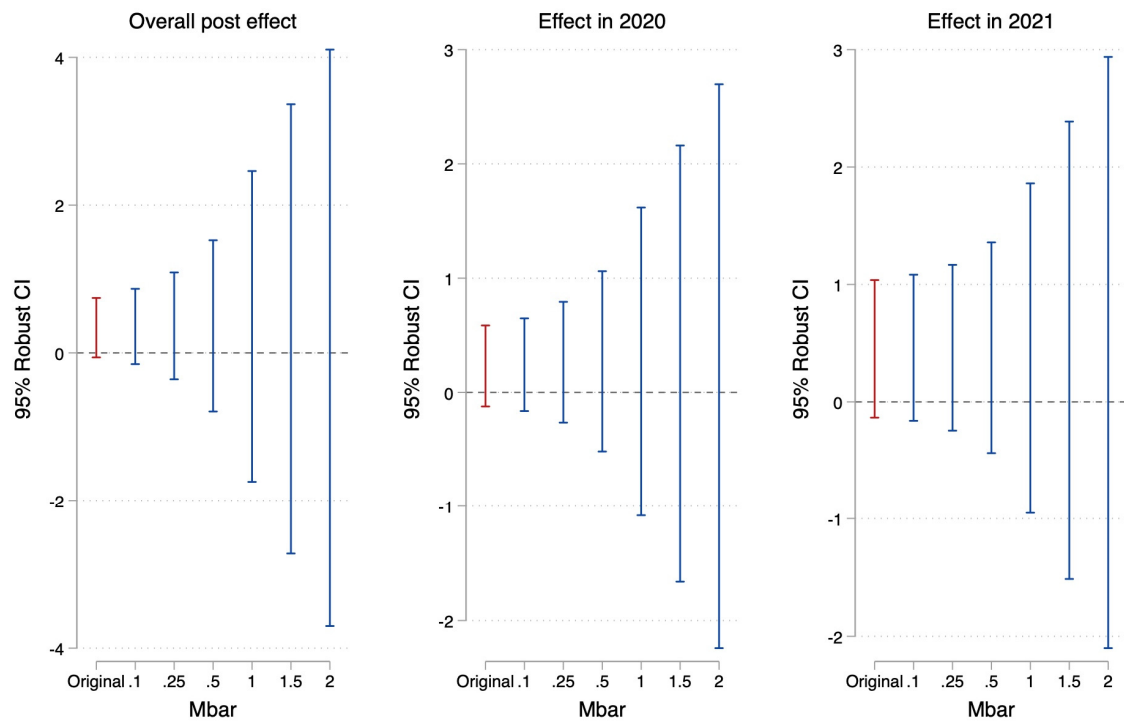 Overall post effect
95% Robust CI
4
2
0
-2
-4
Original .1 .25 .5 1 1.5 2
Mbar
Effect in 2020
95% Robust CI
3
2
1
0
-1
-2
Original .1 .25 .5 1 1.5 2
Mbar
Effect in 2021
95% Robust CI
3
2
1
0
-1
-2
Original .1 .25 .5 1 1.5 2
Mbar